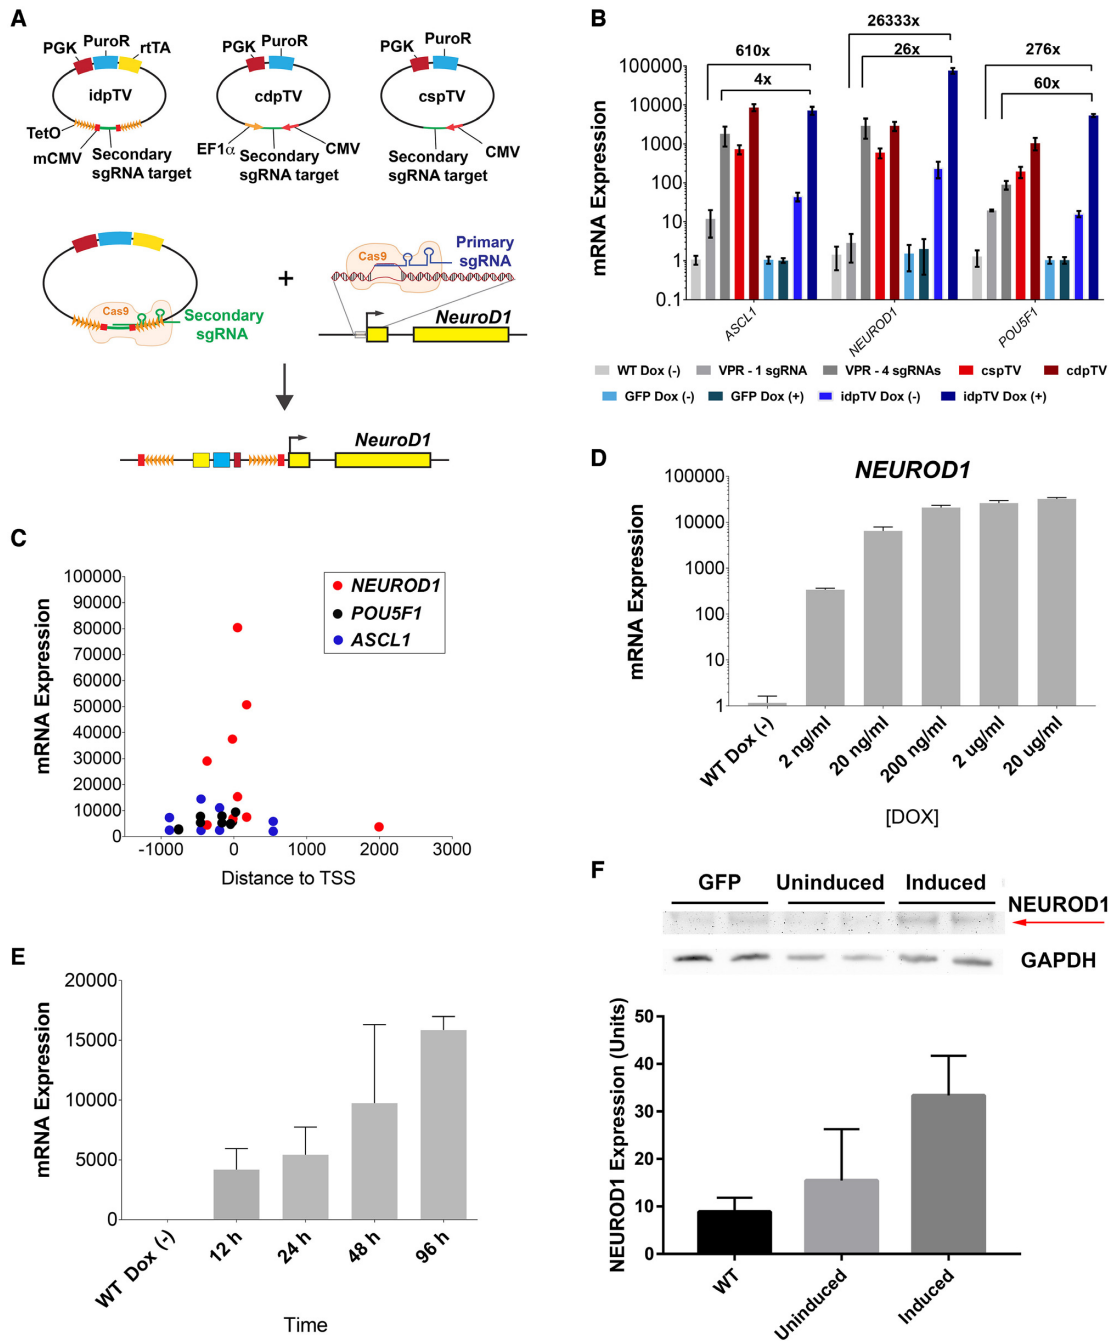 A
PGK
PuroR
rtTA
idpTV
TetO
mCMV
Secondary
sgRNA target
PGK
PuroR
cdpTV
EF1α
Secondary
sgRNA target
CMV
PGK
PuroR
cspTV
Secondary
sgRNA target
CMV
Cas9
Secondary
sgRNA
+
Cas9
Primary
sgRNA
NeuroD1
NeuroD1
B
mRNA Expression
100000
10000
1000
100
10
1
0.1
610x
4x
26333x
26x
276x
60x
ASCL1
NEUROD1
POU5F1
WT Dox (-)
VPR - 1 sgRNA
VPR - 4 sgRNAs
cspTV
cdpTV
GFP Dox (-)
GFP Dox (+)
idpTV Dox (-)
idpTV Dox (+)
C
mRNA Expression
100000
90000
80000
70000
60000
50000
40000
30000
20000
10000
0
-1000
0
1000
2000
3000
Distance to TSS
NEUROD1
POU5F1
ASCL1
D
NEUROD1
mRNA Expression
100000
10000
1000
100
10
1
WT Dox (-)
2 ng/ml
20 ng/ml
200 ng/ml
2 ug/ml
20 ug/ml
[DOX]
E
mRNA Expression
20000
15000
10000
5000
0
WT Dox (-)
12 h
24 h
48 h
96 h
Time
F
GFP
Uninduced
Induced
NEUROD1
GAPDH
NEUROD1 Expression (Units)
50
40
30
20
10
0
WT
Uninduced
Induced